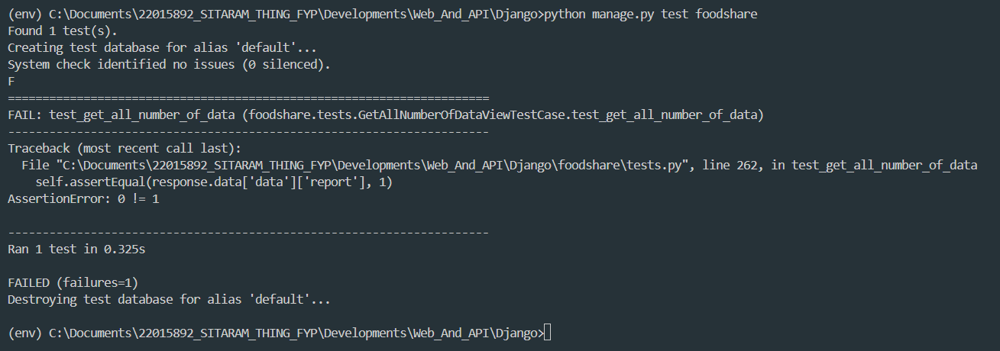 (env) C:\Documents\22015892_SITARAM_THING_FYP\Developments\Web_And_API\Django>python manage.py test foodshare
Found 1 test(s).
Creating test database for alias 'default'...
System check identified no issues (0 silenced).
F
======================================================================
FAIL: test_get_all_number_of_data (foodshare.tests.GetAllNumberOfDataViewTestCase.test_get_all_number_of_data)
----------------------------------------------------------------------
Traceback (most recent call last):
  File "C:\Documents\22015892_SITARAM_THING_FYP\Developments\Web_And_API\Django\foodshare\tests.py", line 262, in test_get_all_number_of_data
    self.assertEqual(response.data['data']['report'], 1)
AssertionError: 0 != 1
----------------------------------------------------------------------
Ran 1 test in 0.325s
FAILED (failures=1)
Destroying test database for alias 'default'...
(env) C:\Documents\22015892_SITARAM_THING_FYP\Developments\Web_And_API\Django>